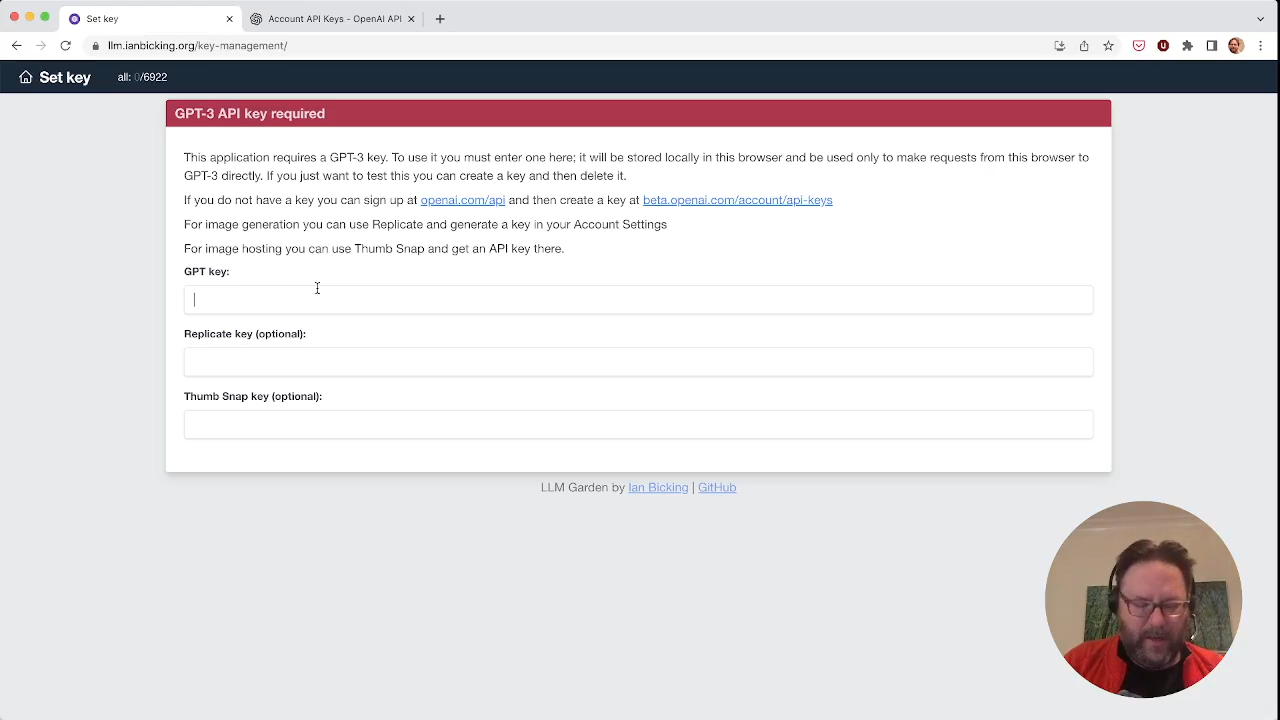 Set key
Account API Keys - OpenAI API
llm.ianbicking.org/key-management/
Set key
all: 0/6922
GPT-3 API key required
This application requires a GPT-3 key. To use it you must enter one here; it will be stored locally in this browser and be used only to make requests from this browser to
GPT-3 directly. If you just want to test this you can create a key and then delete it.
If you do not have a key you can sign up at openai.com/api and then create a key at beta.openai.com/account/api-keys
For image generation you can use Replicate and generate a key in your Account Settings
For image hosting you can use Thumb Snap and get an API key there.
GPT key:
Replicate key (optional):
Thumb Snap key (optional):
LLM Garden by Ian Bicking | GitHub